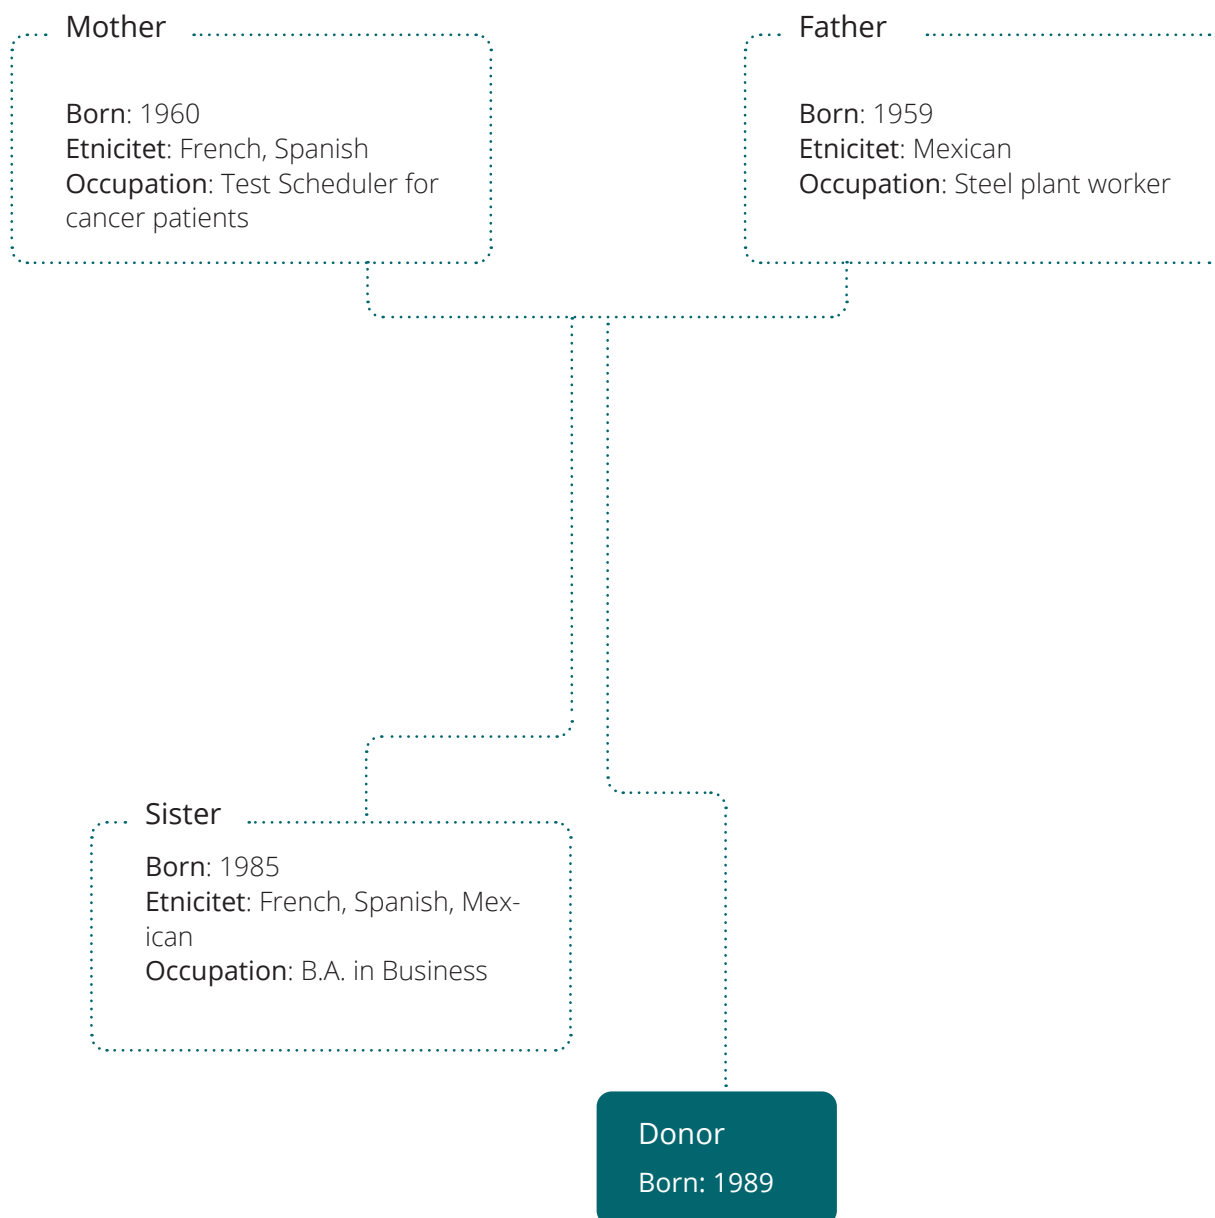 Mother
Born: 1960
Etnicitet: French, Spanish
Occupation: Test Scheduler for
cancer patients
Father
Born: 1959
Etnicitet: Mexican
Occupation: Steel plant worker
Sister
Born: 1985
Etnicitet: French, Spanish, Mex-
ican
Occupation: B.A. in Business
Donor
Born: 1989